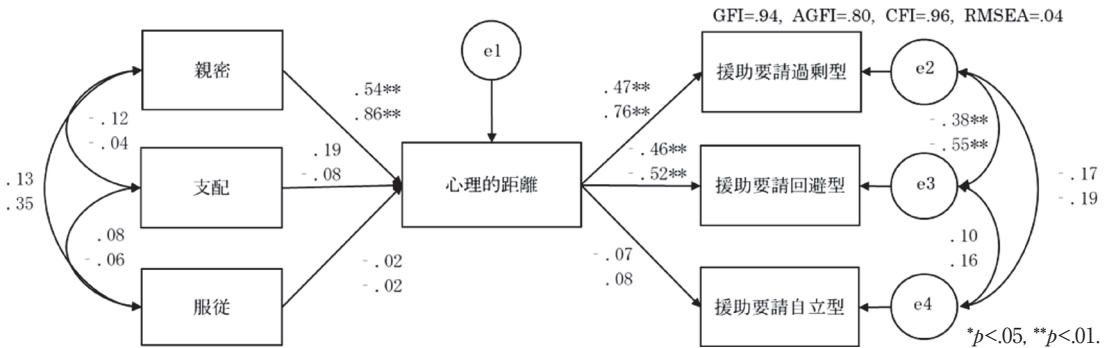 GFI=.94, AGFI=.80, CFI=.96, RMSEA=.04
親密
e1
援助要請過剰型
e2
.54**
.86**
.47**
.76**
-.12
-.04
-.38**
-.55**
.13
.35
支配
.19
-.08
心理的距離
-.46**
-.52**
援助要請回避型
e3
-.17
-.19
.08
-.06
-.02
-.02
-.07
.08
.10
.16
服従
援助要請自立型
e4
*p<.05, **p<.01.